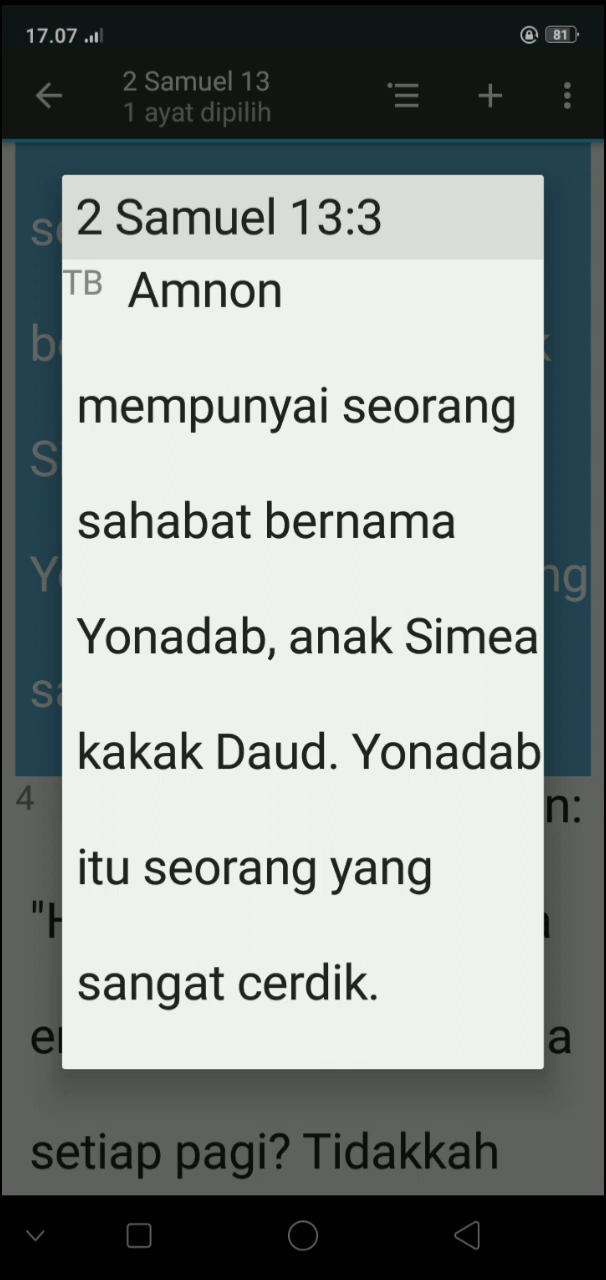 17.07
81
2 Samuel 13
1 ayat dipilih
2 Samuel 13:3
TB Amnon
mempunyai seorang
sahabat bernama
Yonadab, anak Simea
kakak Daud. Yonadab
itu seorang yang
sangat cerdik.
4
n:
a
setiap pagi? Tidakkah